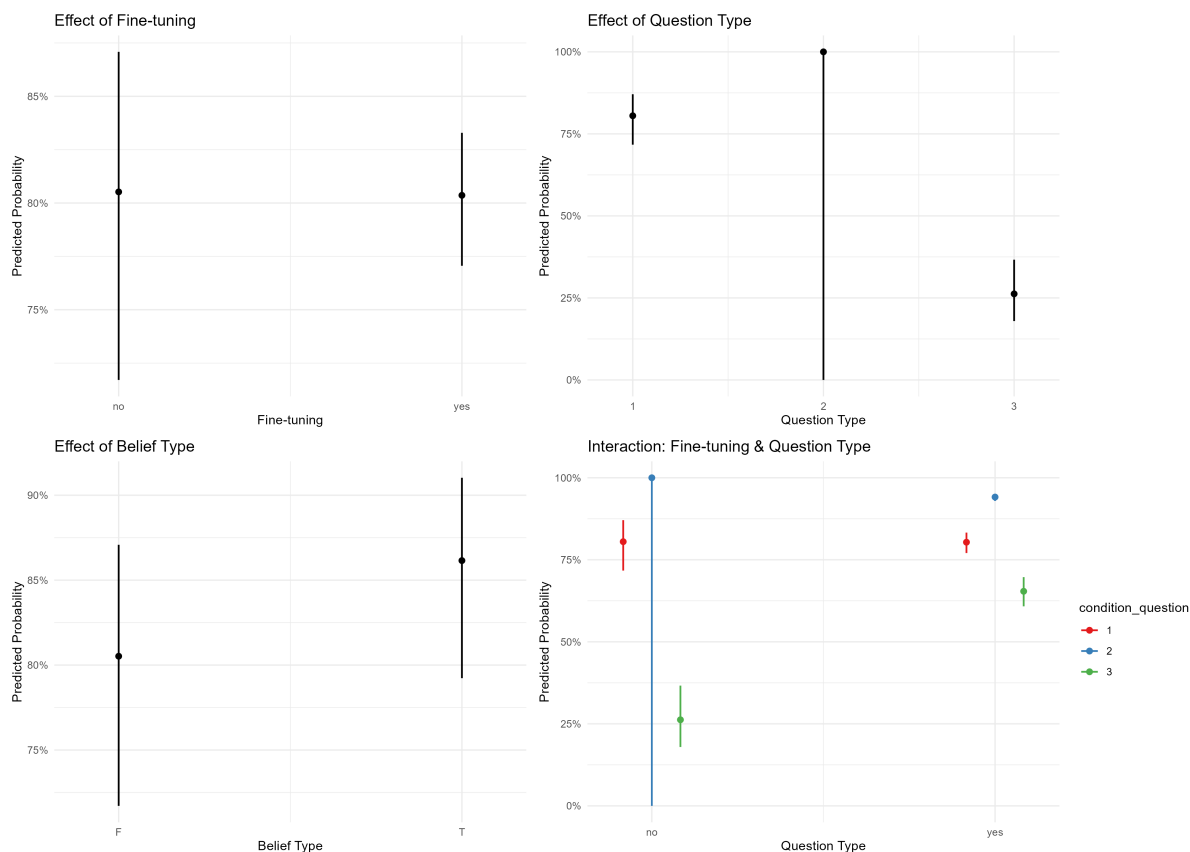 Effect of Fine-tuning
Predicted Probability
85%
80%
75%
no
yes
Fine-tuning
Effect of Question Type
Predicted Probability
100%
75%
50%
25%
0%
1
2
3
Question Type
Effect of Belief Type
Predicted Probability
90%
85%
80%
75%
F
T
Belief Type
Interaction: Fine-tuning & Question Type
Predicted Probability
100%
75%
50%
25%
0%
no
yes
Question Type
condition_question
1
2
3